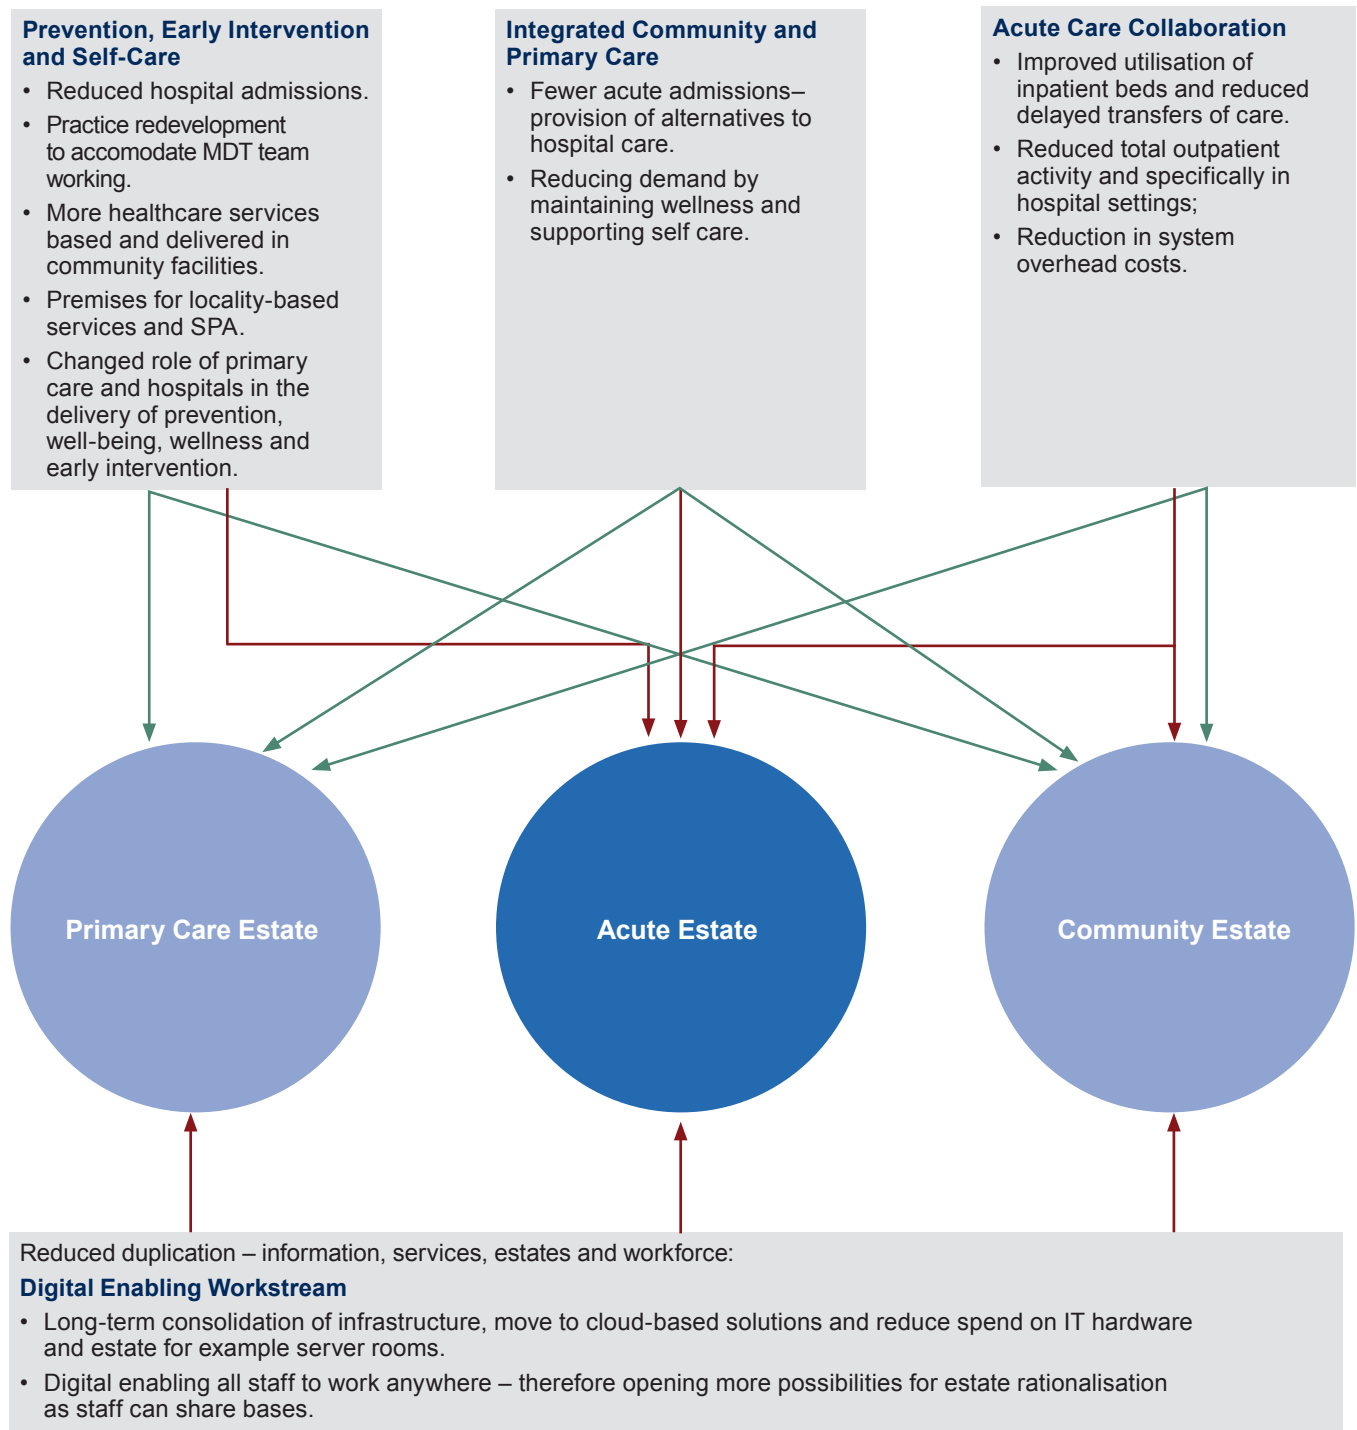 Prevention, Early Intervention
and Self-Care
• Reduced hospital admissions.
• Practice redevelopment
to accomodate MDT team
working.
• More healthcare services
based and delivered in
community facilities.
• Premises for locality-based
services and SPA.
• Changed role of primary
care and hospitals in the
delivery of prevention,
well-being, wellness and
early intervention.
Integrated Community and
Primary Care
• Fewer acute admissions–
provision of alternatives to
hospital care.
• Reducing demand by
maintaining wellness and
supporting self care.
Acute Care Collaboration
• Improved utilisation of
inpatient beds and reduced
delayed transfers of care.
• Reduced total outpatient
activity and specifically in
hospital settings;
• Reduction in system
overhead costs.
Primary Care Estate
Acute Estate
Community Estate
Reduced duplication – information, services, estates and workforce:
Digital Enabling Workstream
• Long-term consolidation of infrastructure, move to cloud-based solutions and reduce spend on IT hardware
and estate for example server rooms.
• Digital enabling all staff to work anywhere – therefore opening more possibilities for estate rationalisation
as staff can share bases.